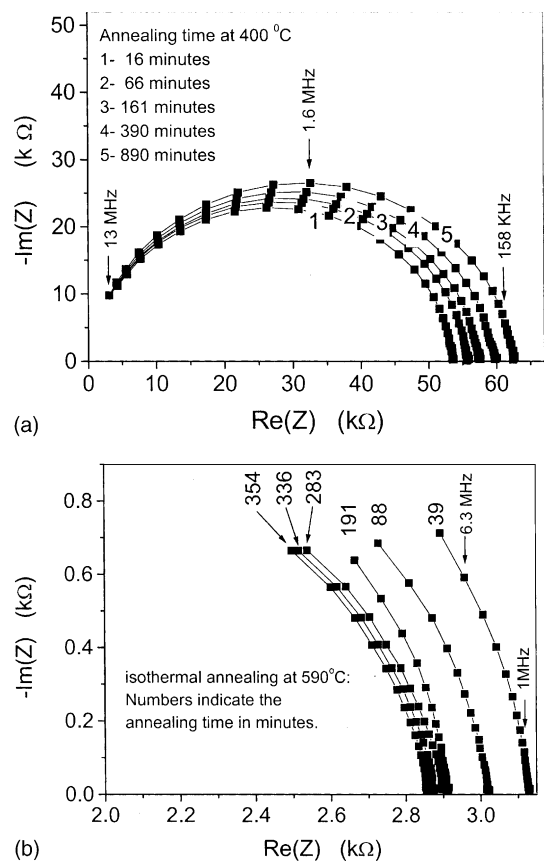 50
40
30
20
10
0
-Im(Z) (k Ω)
Annealing time at 400 ⁰C
1- 16 minutes
2- 66 minutes
3- 161 minutes
4- 390 minutes
5- 890 minutes
13 MHz
1.6 MHz
158 KHz
1
2
3
4
5
0 10 20 30 40 50 60
Re(Z) (kΩ)
(a)
0.8
0.6
0.4
0.2
0.0
-Im(Z) (kΩ)
354
336
283
191
88
39
6.3 MHz
1MHz
isothermal annealing at 590°C:
Numbers indicate the
annealing time in minutes.
2.0 2.2 2.4 2.6 2.8 3.0
Re(Z) (kΩ)
(b)